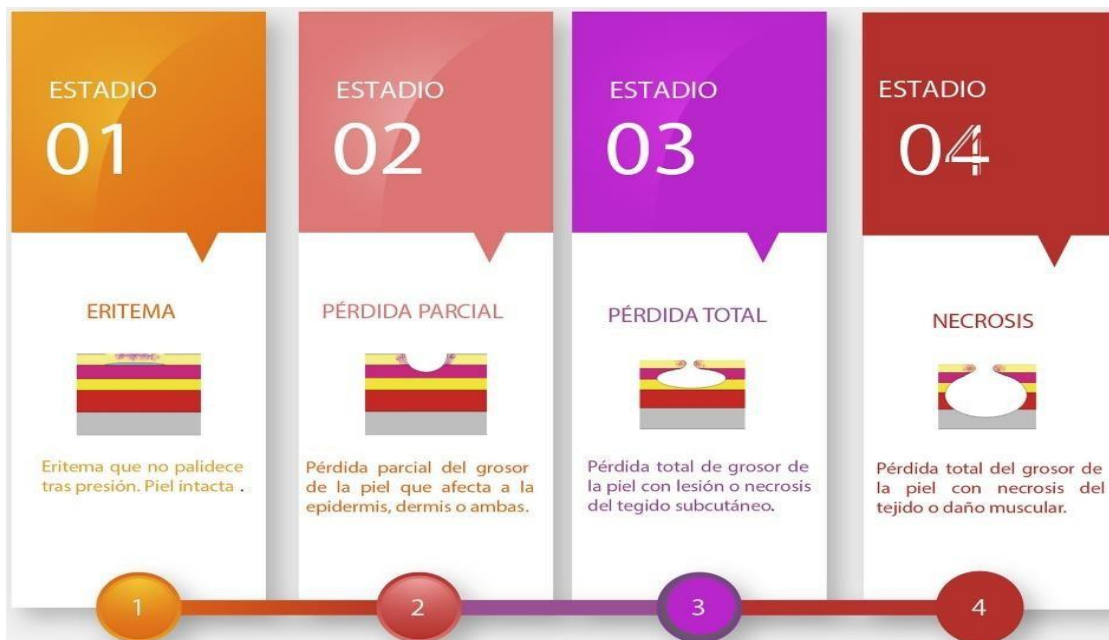 ESTADIO
01
ERITEMA
Eritema que no palidece
tras presión. Piel intacta .
1
ESTADIO
02
PÉRDIDA PARCIAL
Pérdida parcial del grosor
de la piel que afecta a la
epidermis, dermis o ambas.
2
ESTADIO
03
PÉRDIDA TOTAL
Pérdida total de grosor de
la piel con lesión o necrosis
del tegido subcutáneo.
3
ESTADIO
04
NECROSIS
Pérdida total del grosor de
la piel con necrosis del
tejido o daño muscular.
4